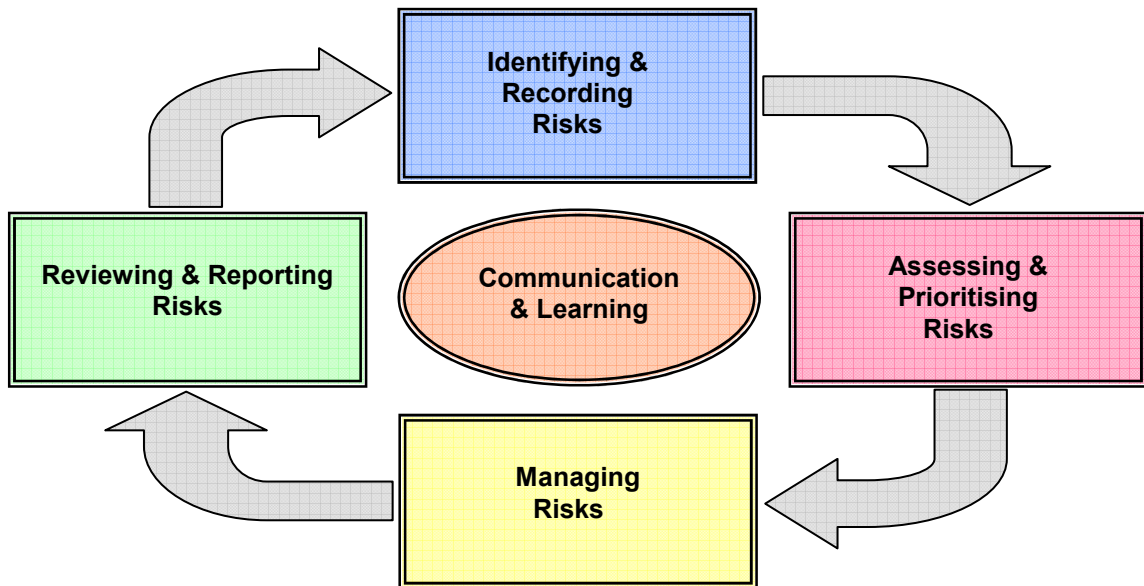 Identifying &
Recording
Risks
Reviewing & Reporting
Risks
Communication
& Learning
Assessing &
Prioritising
Risks
Managing
Risks